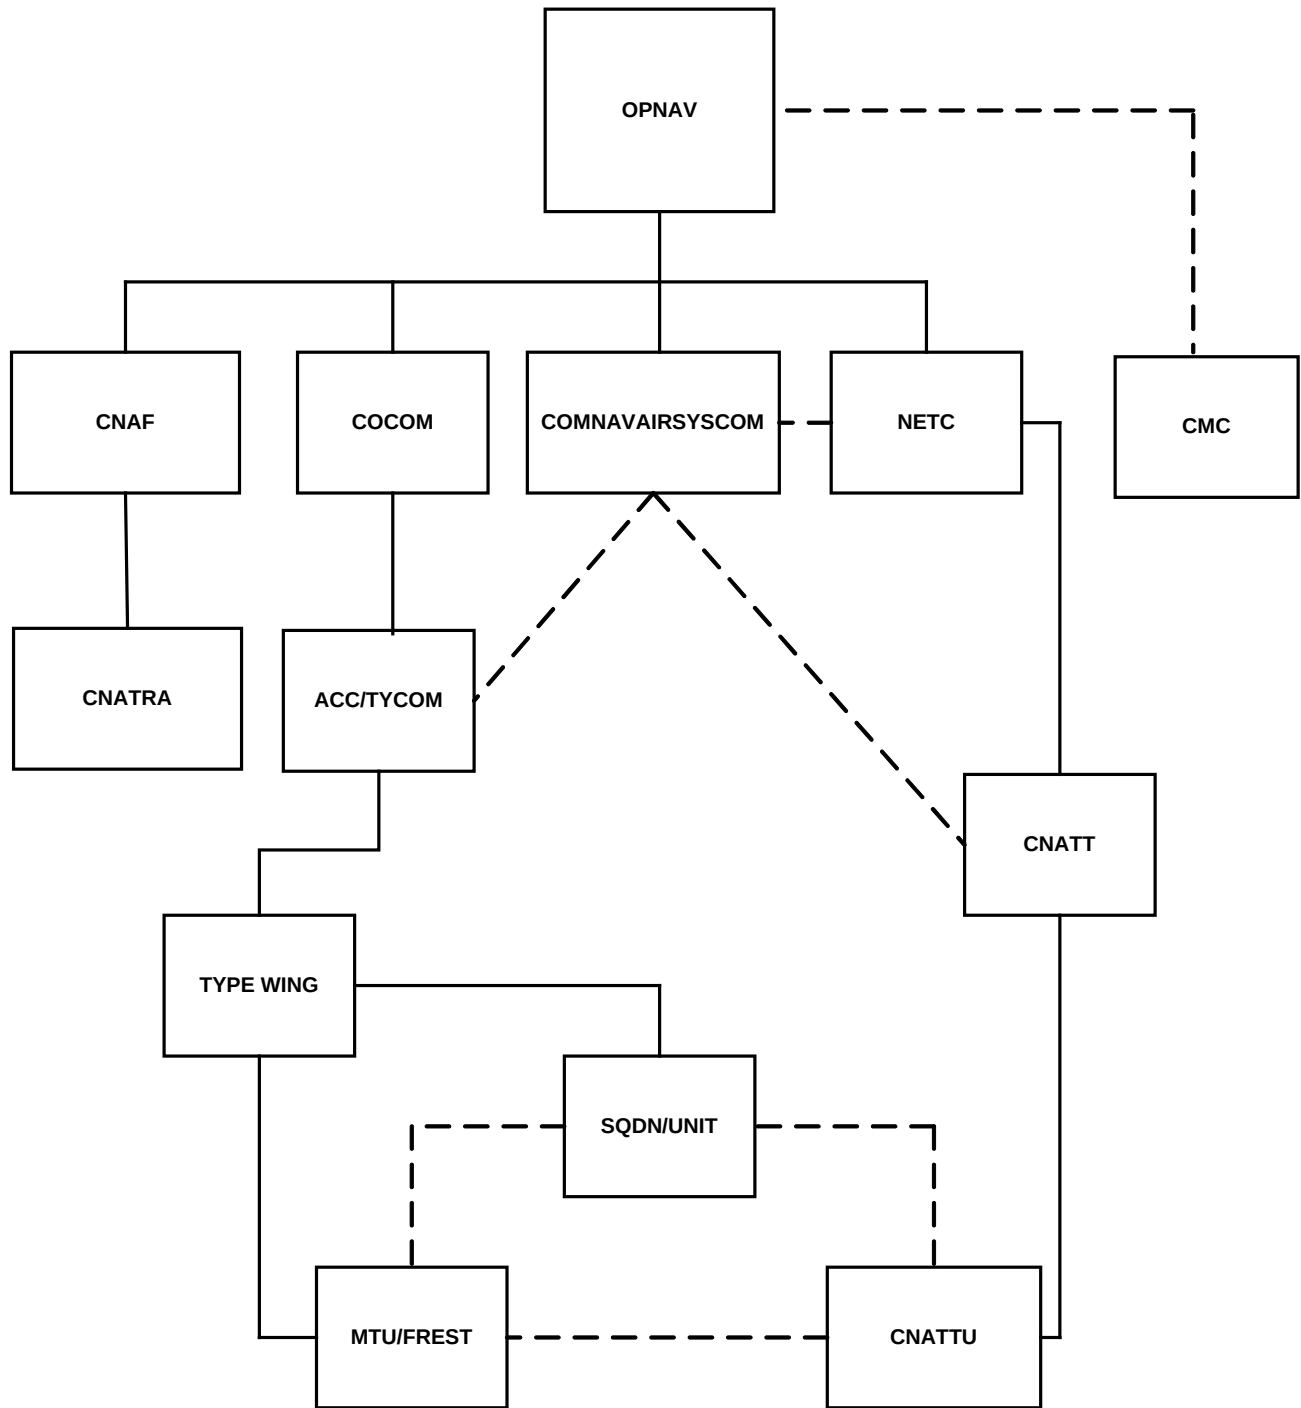 OPNAV
CNAF
COCOM
COMNAVAIRSYSCOM
NETC
CMC
CNATRA
ACC/TYCOM
CNATT
TYPE WING
SQDN/UNIT
MTU/FREST
CNATTU